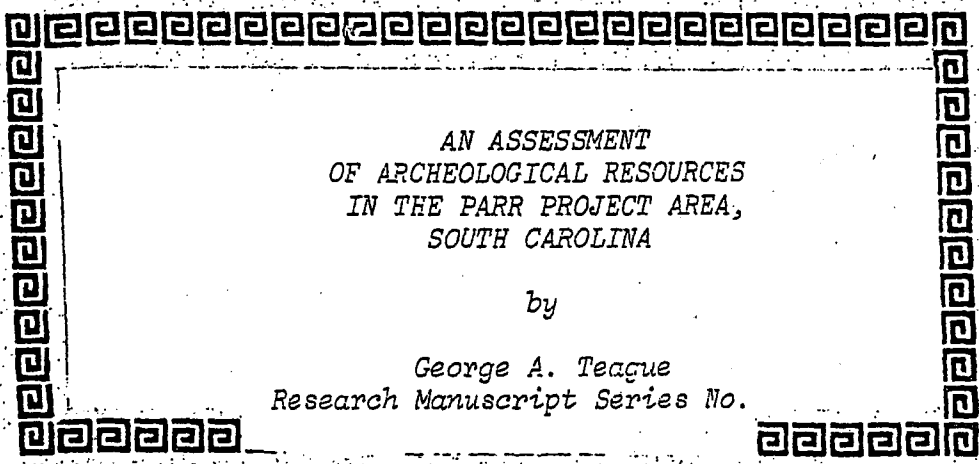 AN ASSESSMENT
OF ARCHEOLOGICAL RESOURCES
IN THE PARR PROJECT AREA,
SOUTH CAROLINA
by
George A. Teague
Research Manuscript Series No.